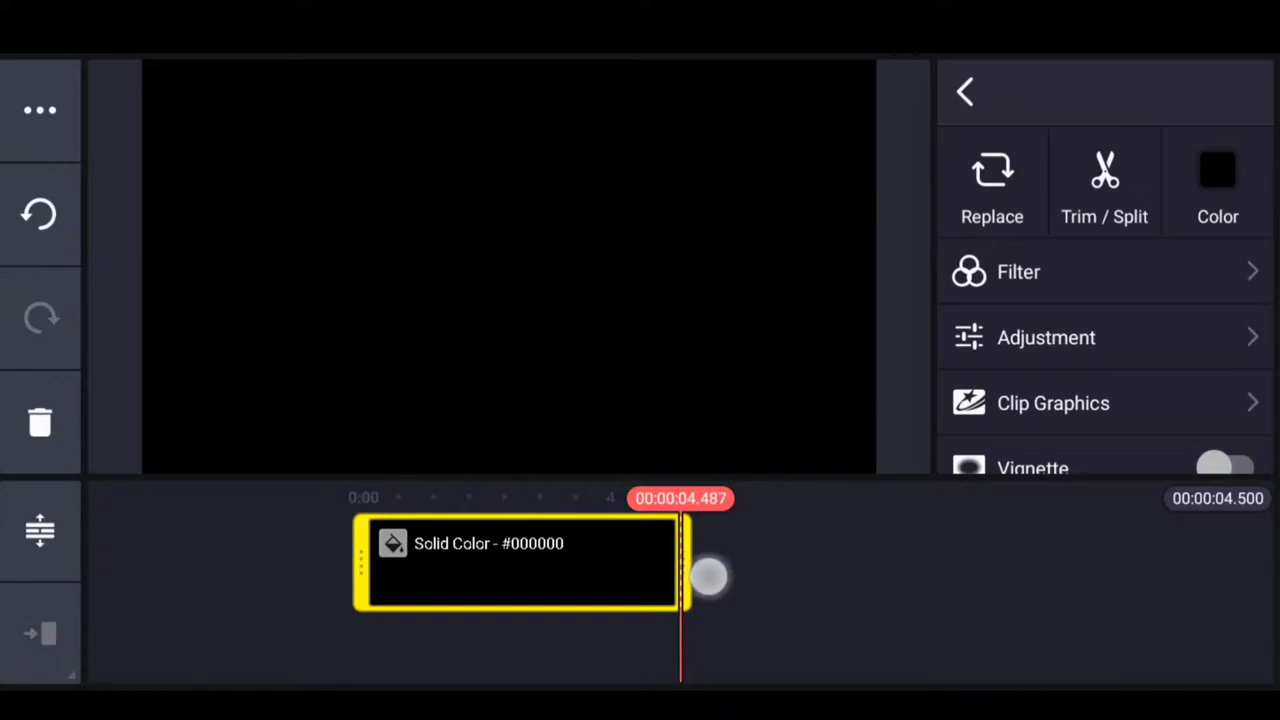 Replace
Trim / Split
Color
Filter
Adjustment
Clip Graphics
Vignette
0:00
4
00:00:04.487
00:00:04.500
Solid Color - #000000